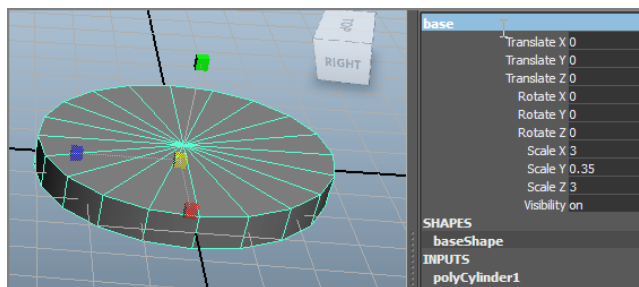 TOP
RIGHT
base
Translate X 0
Translate Y 0
Translate Z 0
Rotate X 0
Rotate Y 0
Rotate Z 0
Scale X 3
Scale Y 0.35
Scale Z 3
Visibility on
SHAPES
baseShape
INPUTS
polyCylinder1